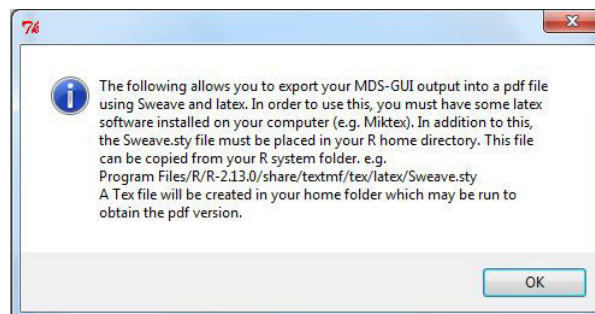 7k
The following allows you to export your MDS-GUI output into a pdf file
using Sweave and latex. In order to use this, you must have some latex
software installed on your computer (e.g. Miktex). In addition to this,
the Sweave.sty file must be placed in your R home directory. This file
can be copied from your R system folder. e.g.
Program Files/R/R-2.13.0/share/textmf/tex/latex/Sweave.sty
A Tex file will be created in your home folder which may be run to
obtain the pdf version.
OK